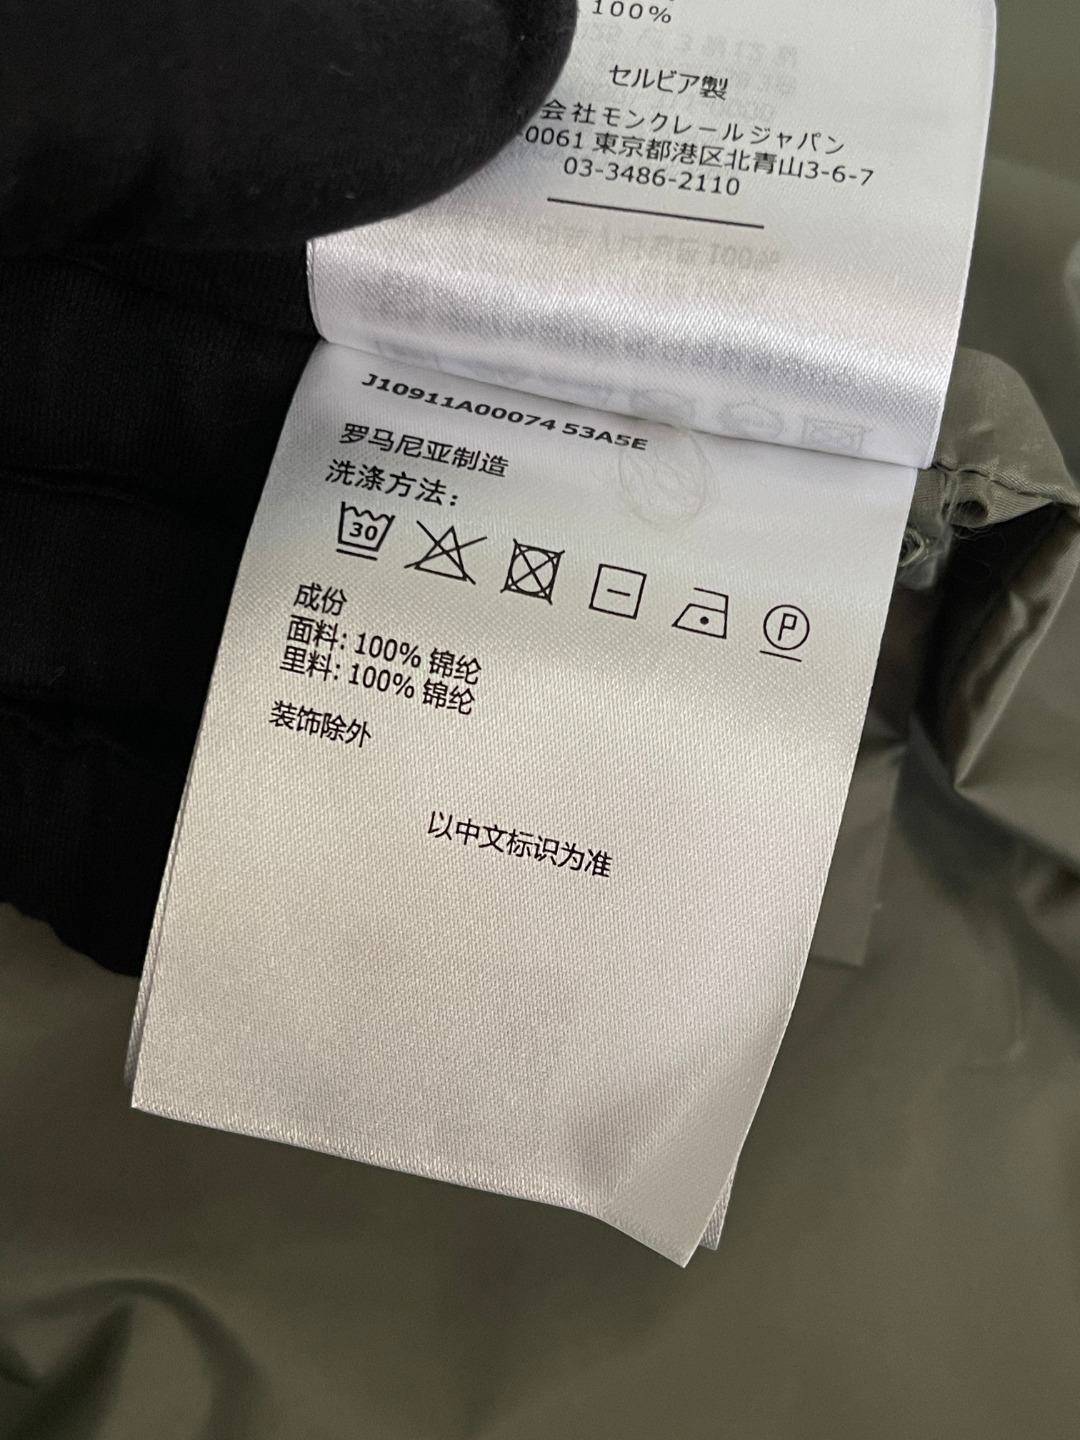 100%
セルビア製
会社モンクレールジャパン
-0061 東京都港区北青山3-6-7
03-3486-2110
J10911A00074 53A5E
罗马尼亚制造
洗涤方法：
30
P
成份
面料: 100% 锦纶
里料: 100% 锦纶
装饰除外
以中文标识为准